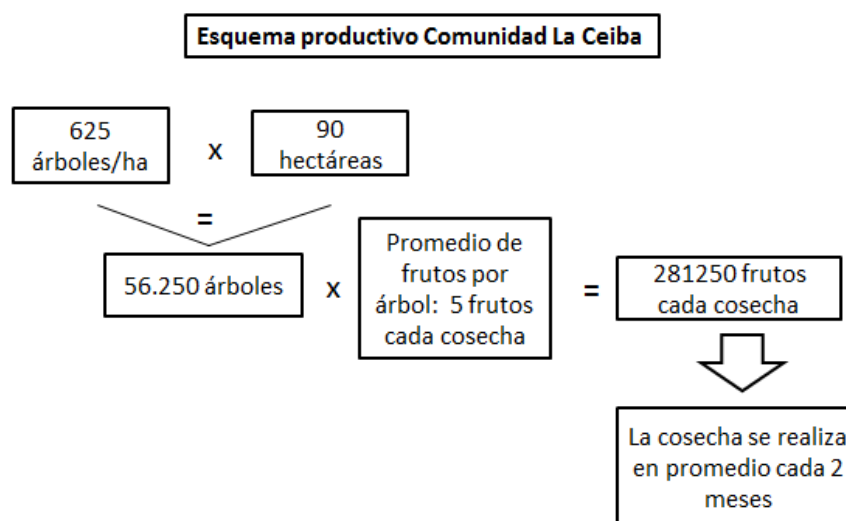 Esquema productivo Comunidad La Ceiba
625
árboles/ha
x
90
hectáreas
=
56.250 árboles
x
Promedio de
frutos por
árbol: 5 frutos
cada cosecha
=
281250 frutos
cada cosecha
La cosecha se realiza
en promedio cada 2
meses